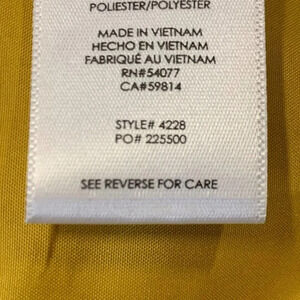 POLIESTER/POLYESTER
MADE IN VIETNAM
HECHO EN VIETNAM
FABRIQUÉ AU VIETNAM
RN#54077
CA#59814
STYLE# 4228
PO# 225500
SEE REVERSE FOR CARE